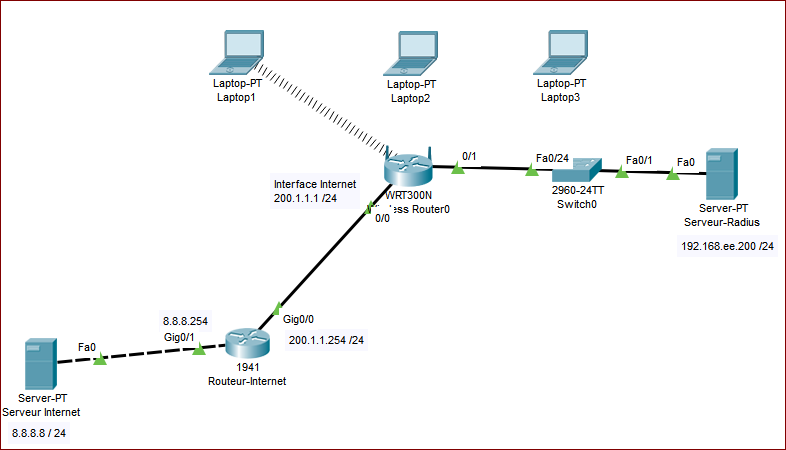 Laptop-PT
Laptop1
Laptop-PT
Laptop2
Laptop-PT
Laptop3
0/1
Fa0/24
Fa0/1
Fa0
WRT300N
Router0
2960-24TT
Switch0
Server-PT
Serveur-Radius
192.168.ee.200 /24
Interface Internet
200.1.1.1 /24
0/0
8.8.8.254
Gig0/1
Gig0/0
200.1.1.254 /24
1941
Routeur-Internet
Fa0
Server-PT
Serveur Internet
8.8.8.8 / 24